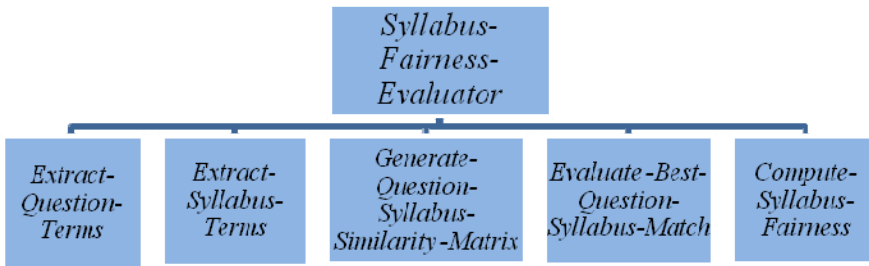 Syllabus-
Fairness-
Evaluator
Extract-
Question-
Terms
Extract-
Syllabus-
Terms
Generate-
Question-
Syllabus-
Similarity-Matrix
Evaluate-Best-
Question-
Syllabus-Match
Compute-
Syllabus-
Fairness